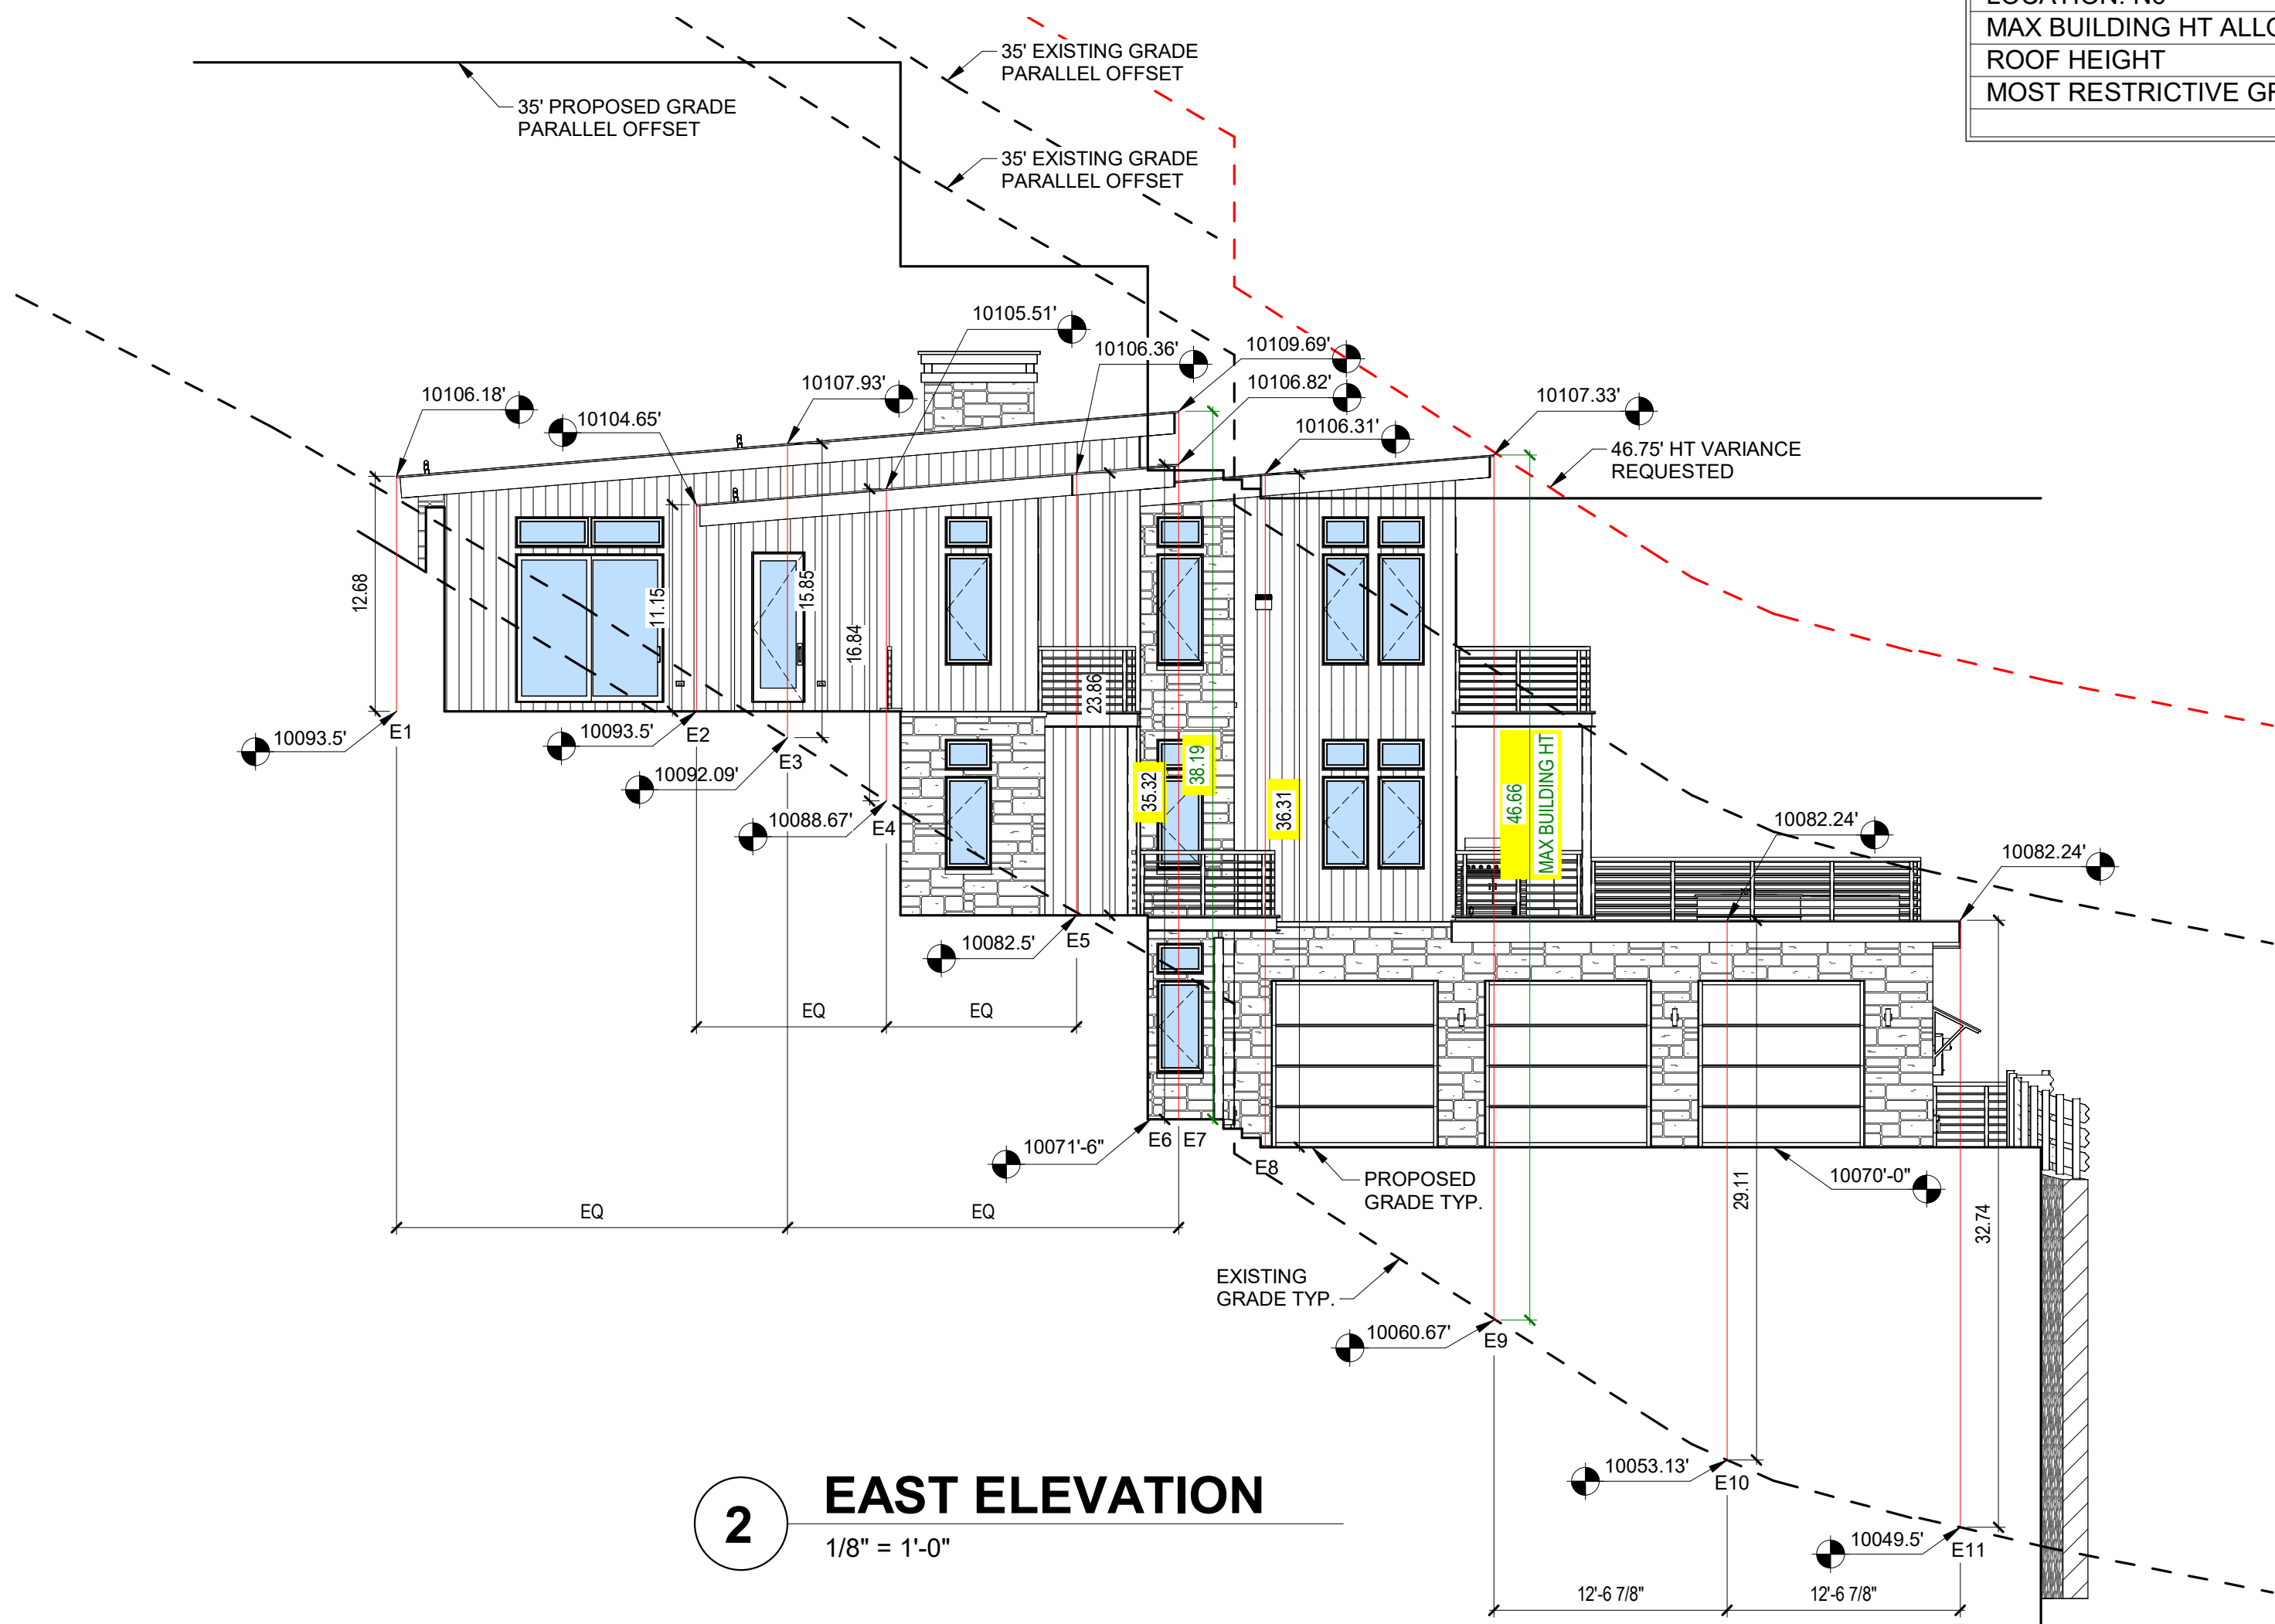 LOCATION: N
MAX BUILDING HT ALLO
ROOF HEIGHT
MOST RESTRICTIVE GR
35' EXISTING GRADE
PARALLEL OFFSET
35' PROPOSED GRADE
PARALLEL OFFSET
35' EXISTING GRADE
PARALLEL OFFSET
10105.51'
10106.36'
10109.69'
10106.18'
10107.93'
10106.82'
10107.33'
10104.65'
10106.31'
46.75' HT VARIANCE
REQUESTED
12.68
11.15
15.85
16.84
23.86
35.32
38.19
36.31
46.66
MAX BUILDING HT
10093.5'
E1
10093.5'
E2
10092.09'
E3
10088.67'
E4
10082.24'
10082.24'
10082.5'
E5
EQ
EQ
10071'-6"
E6
E7
E8
PROPOSED
GRADE TYP.
10070'-0"
29.11
32.74
EQ
EQ
EXISTING
GRADE TYP.
10060.67'
E9
10053.13'
E10
10049.5'
E11
12'-6 7/8"
12'-6 7/8"
2
EAST ELEVATION
1/8" = 1'-0"